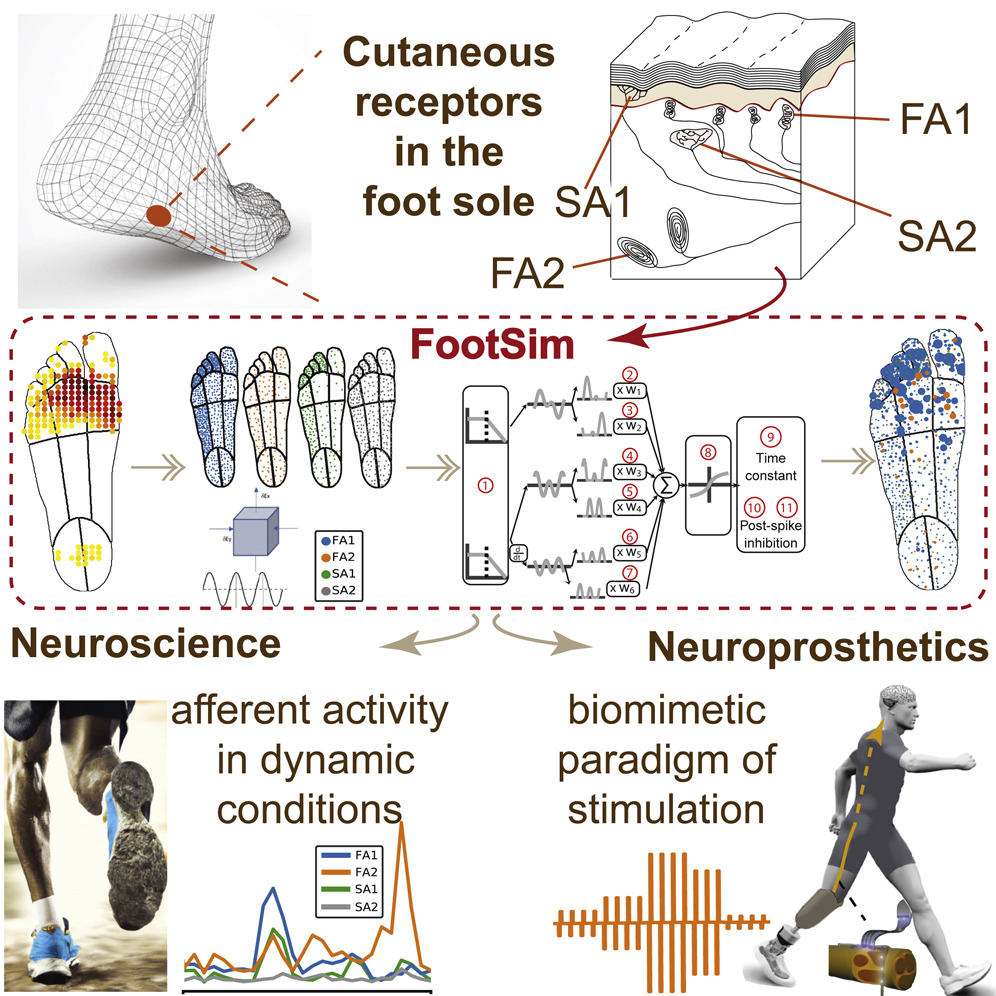 Cutaneous
receptors
in the
foot sole
FA1
SA1
SA2
FA2
FootSim
∂Ex
∂Ey
FA1
FA2
SA1
SA2
1
2
x W1
3
x W2
4
x W3
5
x W4
6
x W5
7
x W6
Σ
8
9
Time
constant
10 11
Post-spike
inhibition
Neuroscience
Neuroprosthetics
afferent activity
in dynamic
conditions
FA1
FA2
SA1
SA2
biomimetic
paradigm of
stimulation